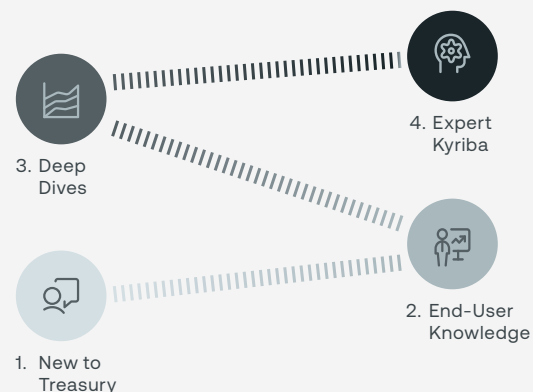 4. Expert
Kyriba
3. Deep
Dives
2. End-User
Knowledge
1. New to
Treasury